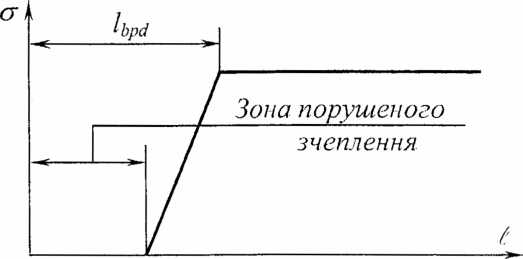 σ
l_bpd
Зона порушеного
зчеплення
ℓ